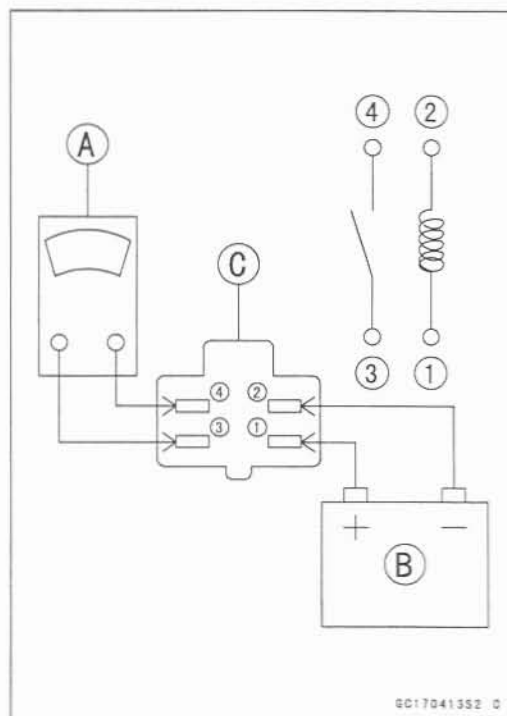 ④ ②
A
C
③ ①
④ ②
③ ①
+ −
B
GC17041352 C